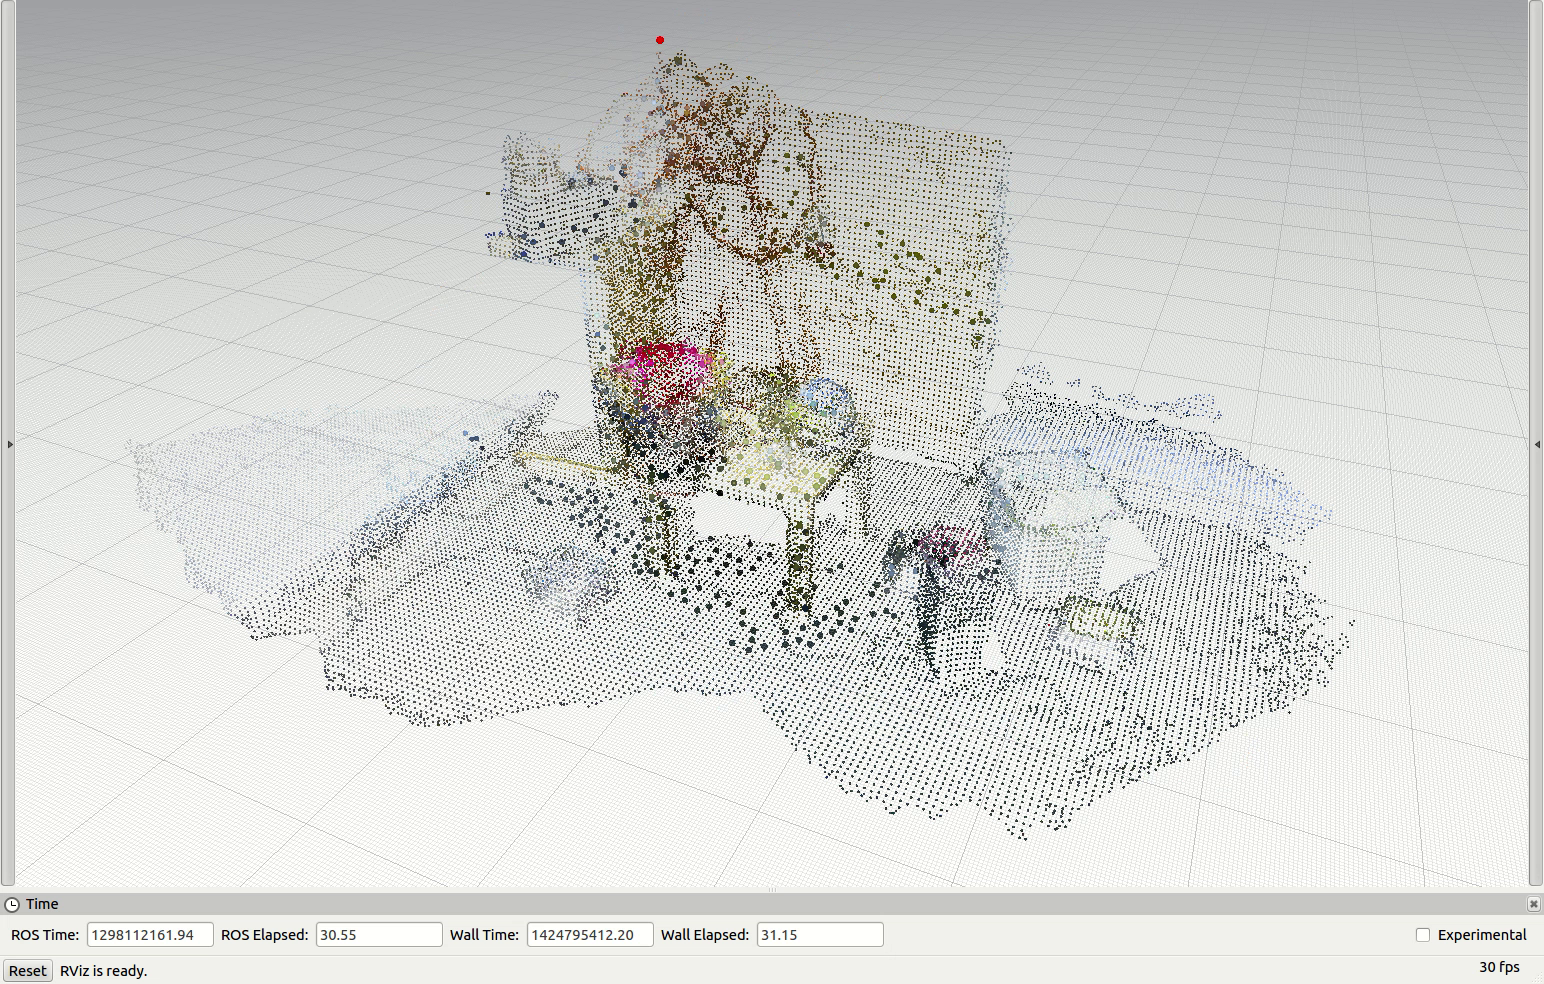 Time
ROS Time: 1298112161.94 ROS Elapsed: 30.55 Wall Time: 1424795412.20 Wall Elapsed: 31.15 Experimental
Reset RViz is ready. 30 fps